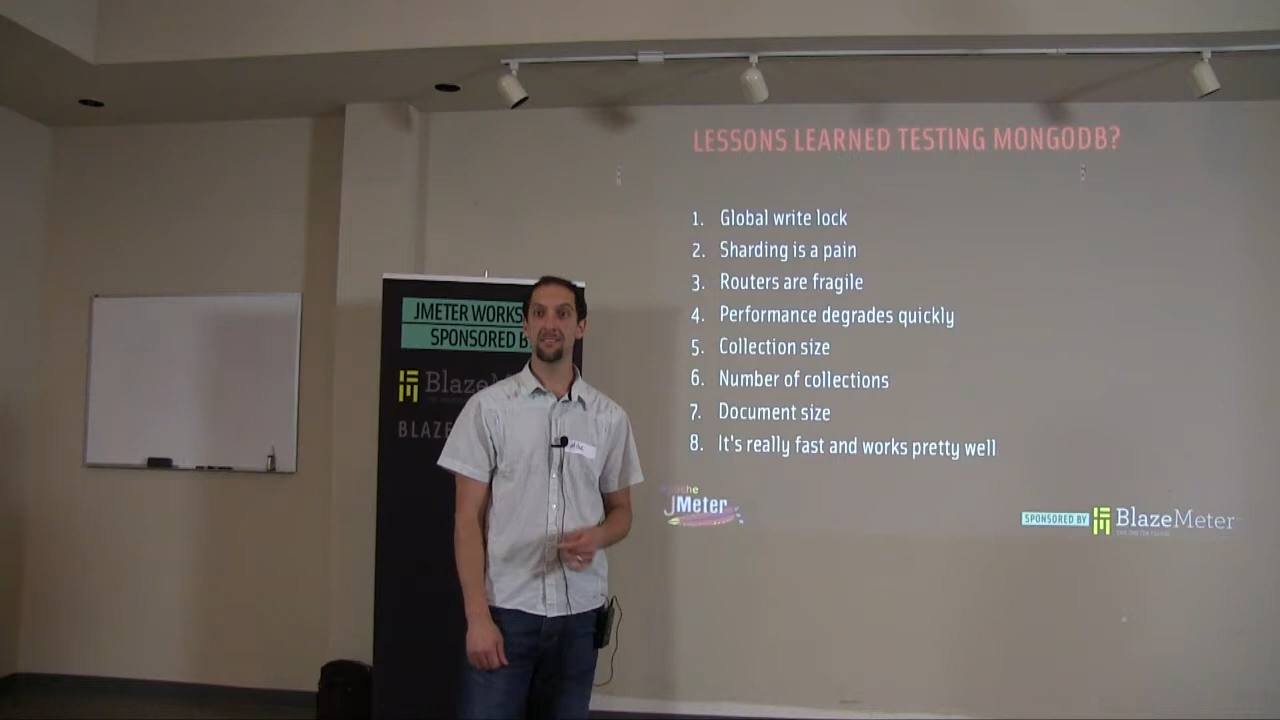 LESSONS LEARNED TESTING MONGODB?
1. Global write lock
2. Sharding is a pain
3. Routers are fragile
4. Performance degrades quickly
5. Collection size
6. Number of collections
7. Document size
8. It's really fast and works pretty well
JMeter
SPONSORED BY BlazeMeter
JMETER WORKS
SPONSORED B
Blaze
BLAZE